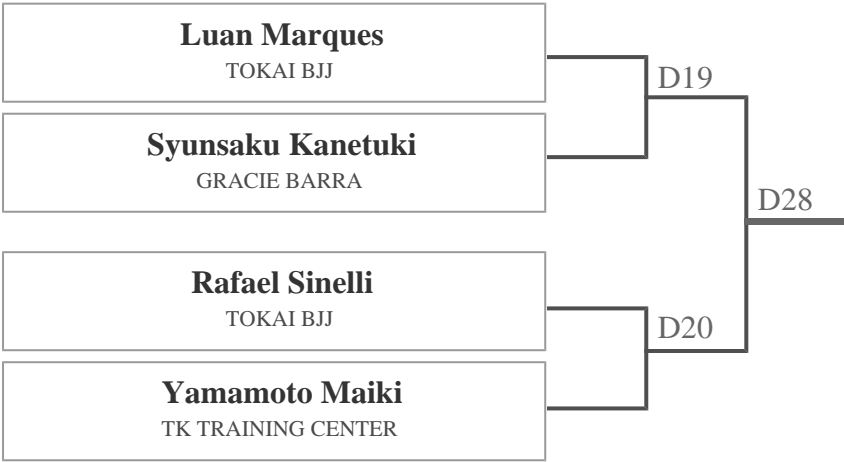 Luan Marques
TOKAI BJJ
D19
Syunsaku Kanetuki
GRACIE BARRA
D28
Rafael Sinelli
TOKAI BJJ
D20
Yamamoto Maiki
TK TRAINING CENTER